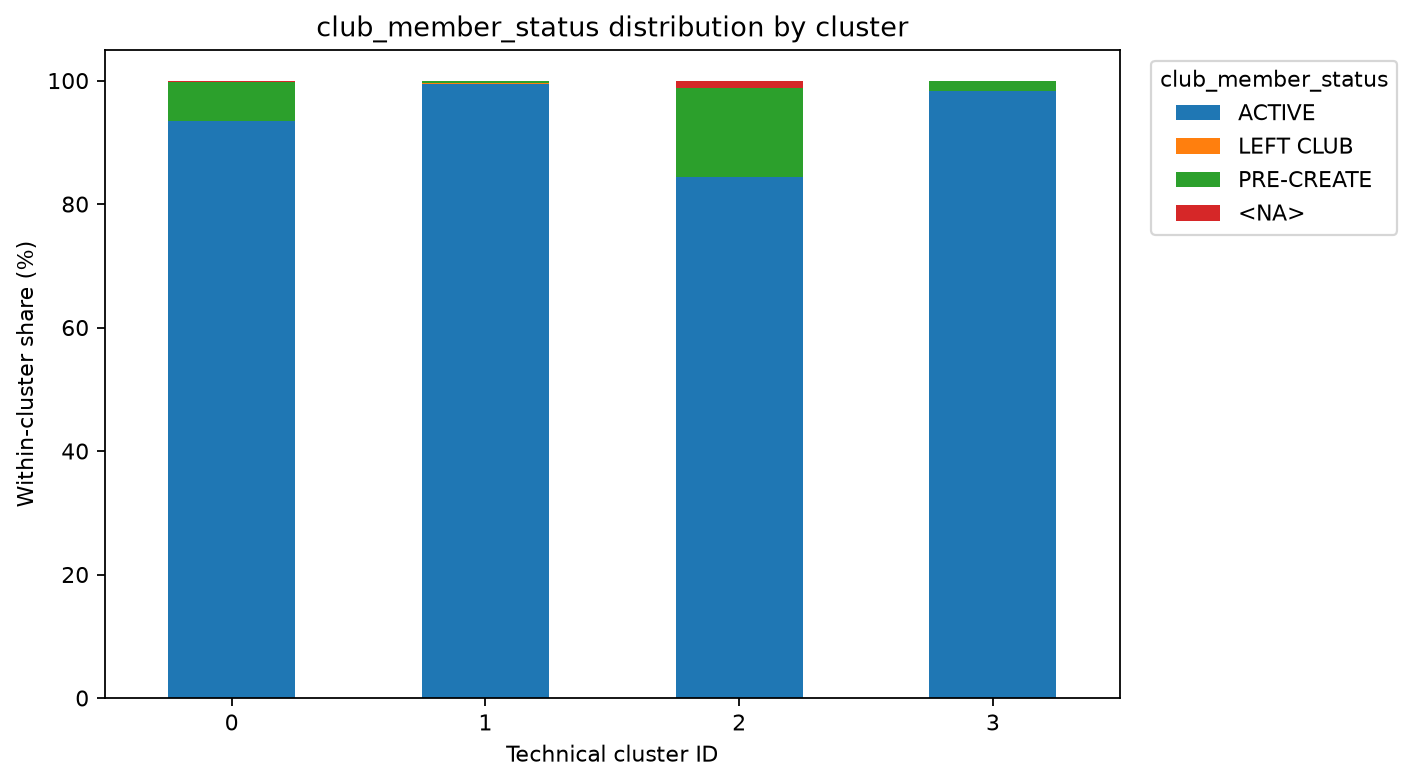 club_member_status distribution by cluster
Within-cluster share (%)
100
80
60
40
20
0
0 1 2 3
Technical cluster ID
club_member_status
ACTIVE
LEFT CLUB
PRE-CREATE
<NA>